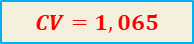 CV = 1,065